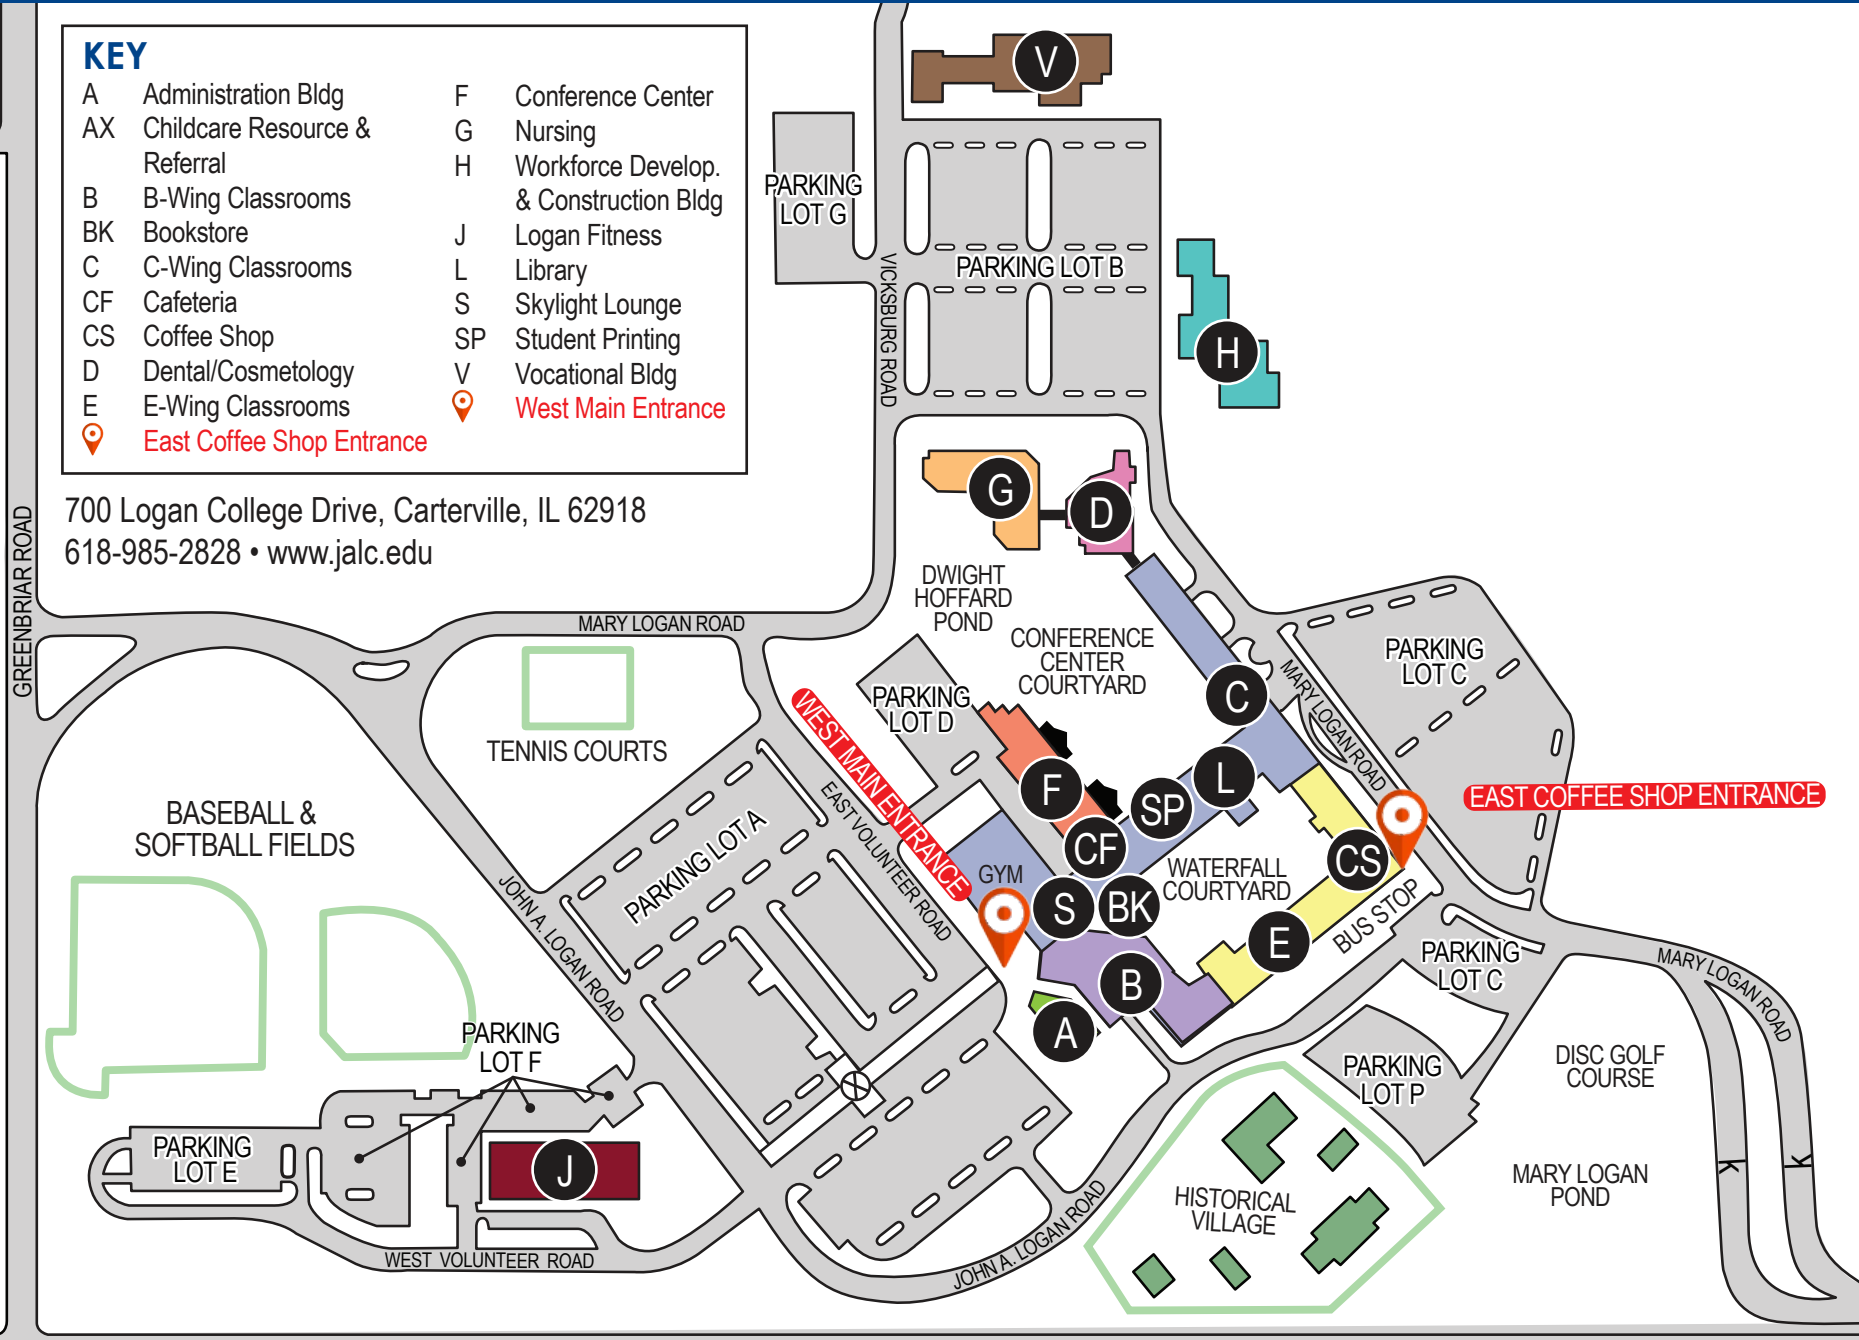 KEY
A Administration Bldg
AX Childcare Resource &
Referral
B B-Wing Classrooms
BK Bookstore
C C-Wing Classrooms
CF Cafeteria
CS Coffee Shop
D Dental/Cosmetology
E E-Wing Classrooms
East Coffee Shop Entrance
F Conference Center
G Nursing
H Workforce Develop.
& Construction Bldg
J Logan Fitness
L Library
S Skylight Lounge
SP Student Printing
V Vocational Bldg
West Main Entrance
700 Logan College Drive, Carterville, IL 62918
618-985-2828 • www.jalc.edu
V
PARKING
LOT G
PARKING LOT B
VICKSBURG ROAD
H
G
D
GREENBRIAR ROAD
DWIGHT
HOFFARD
POND
MARY LOGAN ROAD
CONFERENCE
CENTER
COURTYARD
PARKING
LOT C
MARY LOGAN ROAD
C
PARKING
LOT D
WEST MAIN ENTRANCE
TENNIS COURTS
F
SP
L
EAST COFFEE SHOP ENTRANCE
BASEBALL &
SOFTBALL FIELDS
PARKING LOT A
EAST VOLUNTEER ROAD
CF
CS
GYM
WATERFALL
COURTYARD
S
BK
BUS STOP
E
JOHN A. LOGAN ROAD
B
A
PARKING
LOT C
MARY LOGAN ROAD
PARKING
LOT F
PARKING
LOT P
DISC GOLF
COURSE
PARKING
LOT E
J
K
K
MARY LOGAN
POND
HISTORICAL
VILLAGE
JOHN A. LOGAN ROAD
WEST VOLUNTEER ROAD